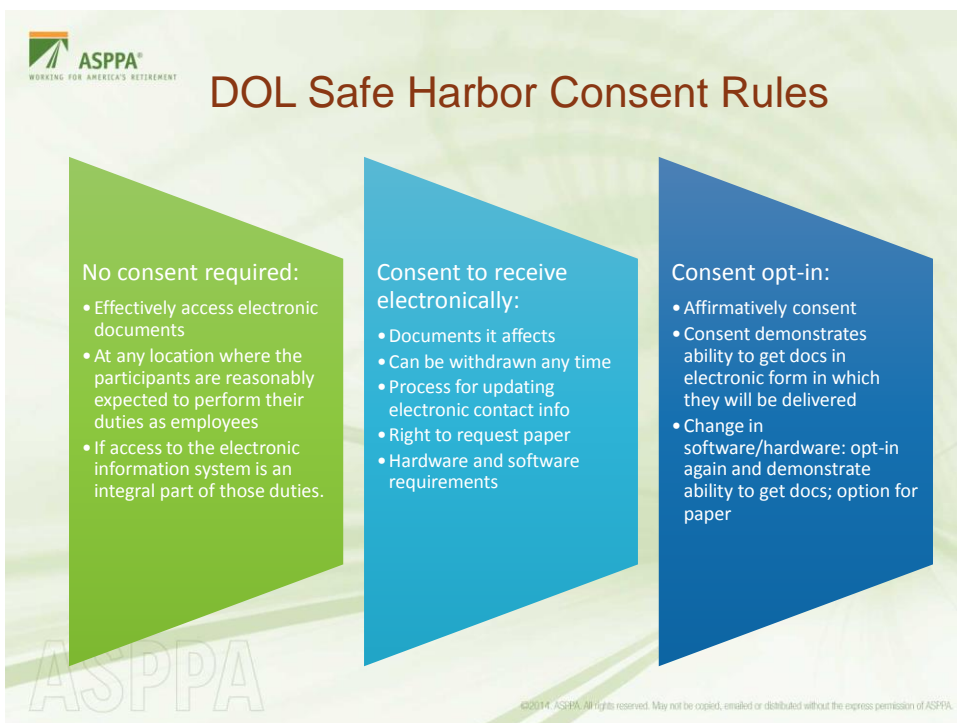 ASPPA®
WORKING FOR AMERICA'S RETIREMENT
DOL Safe Harbor Consent Rules
No consent required:
• Effectively access electronic
documents
• At any location where the
participants are reasonably
expected to perform their
duties as employees
• If access to the electronic
information system is an
integral part of those duties.
Consent to receive
electronically:
• Documents it affects
• Can be withdrawn any time
• Process for updating
electronic contact info
• Right to request paper
• Hardware and software
requirements
Consent opt-in:
• Affirmatively consent
• Consent demonstrates
ability to get docs in
electronic form in which
they will be delivered
• Change in
software/hardware: opt-in
again and demonstrate
ability to get docs; option for
paper
ASPPA
©2014. ASPPA. All rights reserved. May not be copied, emailed or distributed without the express permission of ASPPA.